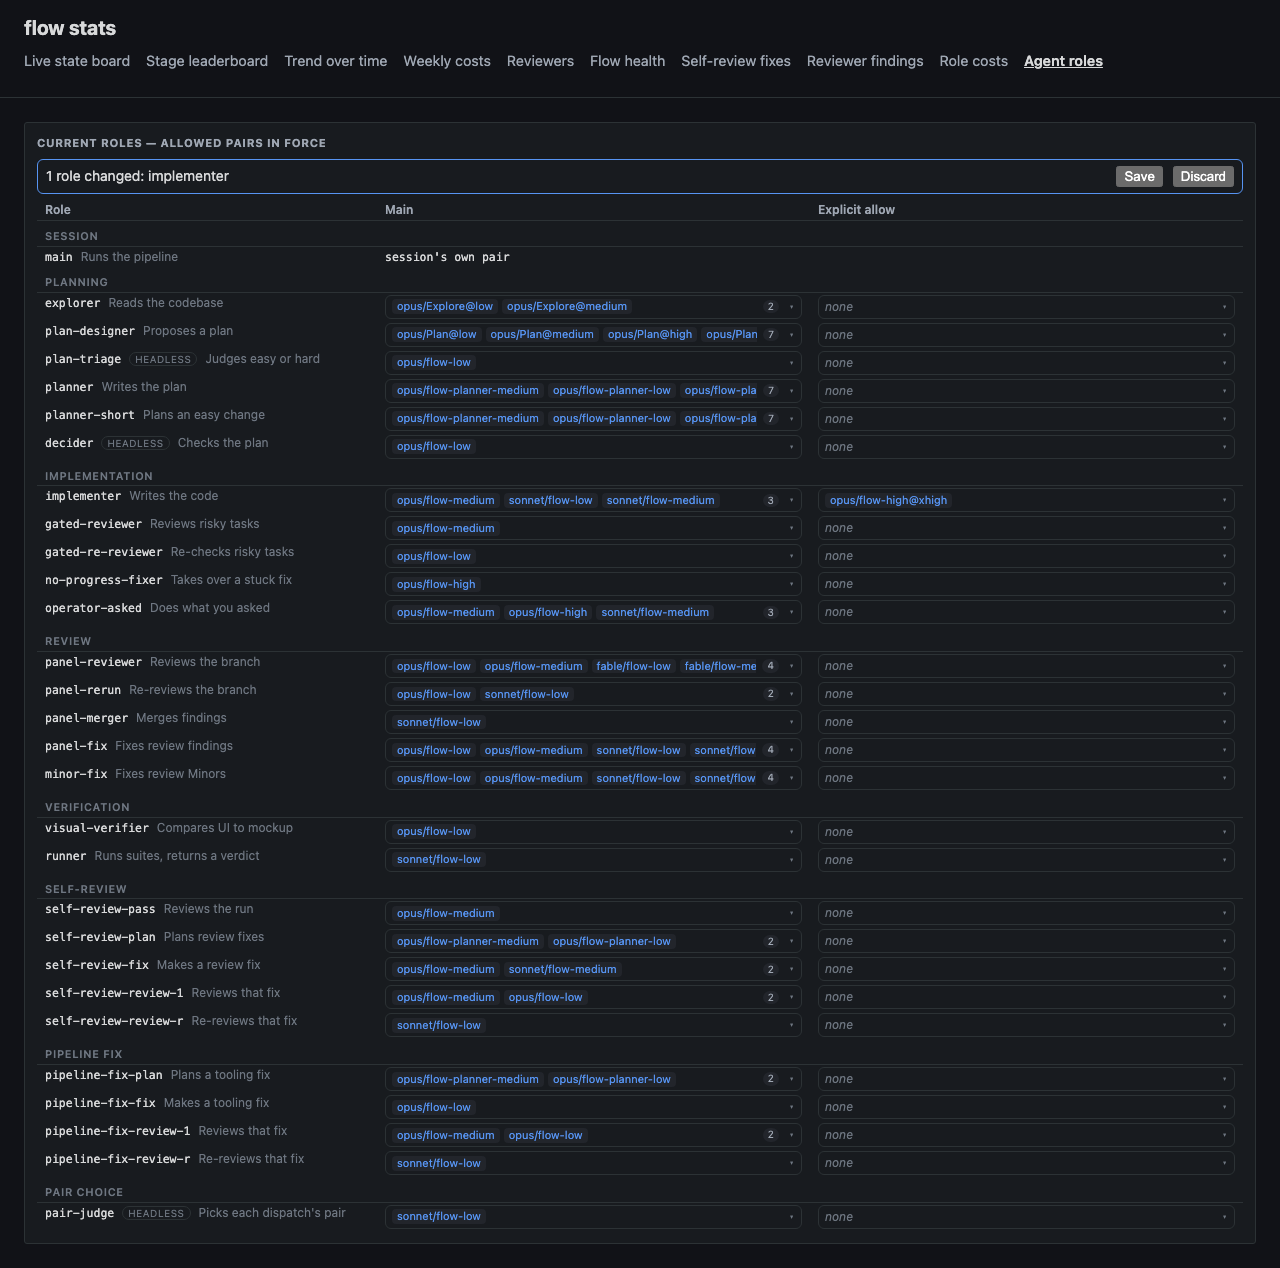 flow stats
Live state board Stage leaderboard Trend over time Weekly costs Reviewers Flow health Self-review fixes Reviewer findings Role costs Agent roles
CURRENT ROLES — ALLOWED PAIRS IN FORCE
1 role changed: implementer Save Discard
Role Main Explicit allow
SESSION
main Runs the pipeline session's own pair
PLANNING
explorer Reads the codebase opus/Explore@low opus/Explore@medium 2 none
plan-designer Proposes a plan opus/Plan@low opus/Plan@medium opus/Plan@high opus/Plan 7 none
plan-triage HEADLESS Judges easy or hard opus/flow-low none
planner Writes the plan opus/flow-planner-medium opus/flow-planner-low opus/flow-pla 7 none
planner-short Plans an easy change opus/flow-planner-medium opus/flow-planner-low opus/flow-pla 7 none
decider HEADLESS Checks the plan opus/flow-low none
IMPLEMENTATION
implementer Writes the code opus/flow-medium sonnet/flow-low sonnet/flow-medium 3 opus/flow-high@xhigh
gated-reviewer Reviews risky tasks opus/flow-medium none
gated-re-reviewer Re-checks risky tasks opus/flow-low none
no-progress-fixer Takes over a stuck fix opus/flow-high none
operator-asked Does what you asked opus/flow-medium opus/flow-high sonnet/flow-medium 3 none
REVIEW
panel-reviewer Reviews the branch opus/flow-low opus/flow-medium fable/flow-low fable/flow-me 4 none
panel-rerun Re-reviews the branch opus/flow-low sonnet/flow-low 2 none
panel-merger Merges findings sonnet/flow-low none
panel-fix Fixes review findings opus/flow-low opus/flow-medium sonnet/flow-low sonnet/flow 4 none
minor-fix Fixes review Minors opus/flow-low opus/flow-medium sonnet/flow-low sonnet/flow 4 none
VERIFICATION
visual-verifier Compares UI to mockup opus/flow-low none
runner Runs suites, returns a verdict sonnet/flow-low none
SELF-REVIEW
self-review-pass Reviews the run opus/flow-medium none
self-review-plan Plans review fixes opus/flow-planner-medium opus/flow-planner-low 2 none
self-review-fix Makes a review fix opus/flow-medium sonnet/flow-medium 2 none
self-review-review-1 Reviews that fix opus/flow-medium opus/flow-low 2 none
self-review-review-r Re-reviews that fix sonnet/flow-low none
PIPELINE FIX
pipeline-fix-plan Plans a tooling fix opus/flow-planner-medium opus/flow-planner-low 2 none
pipeline-fix-fix Makes a tooling fix opus/flow-low none
pipeline-fix-review-1 Reviews that fix opus/flow-medium opus/flow-low 2 none
pipeline-fix-review-r Re-reviews that fix sonnet/flow-low none
PAIR CHOICE
pair-judge HEADLESS Picks each dispatch's pair sonnet/flow-low none